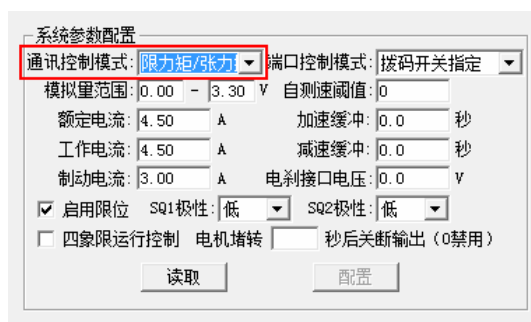 系统参数配置
通讯控制模式: 限力矩/张力 端口控制模式: 拨码开关指定
模拟量范围: 0.00 - 3.30 V 自测速阈值: 0
额定电流: 4.50 A 加速缓冲: 0.0 秒
工作电流: 4.50 A 减速缓冲: 0.0 秒
制动电流: 3.00 A 电刹接口电压: 0.0 V
启用限位 SQ1极性: 低 SQ2极性: 低
四象限运行控制 电机堵转 秒后关断输出（0禁用）
读取 配置